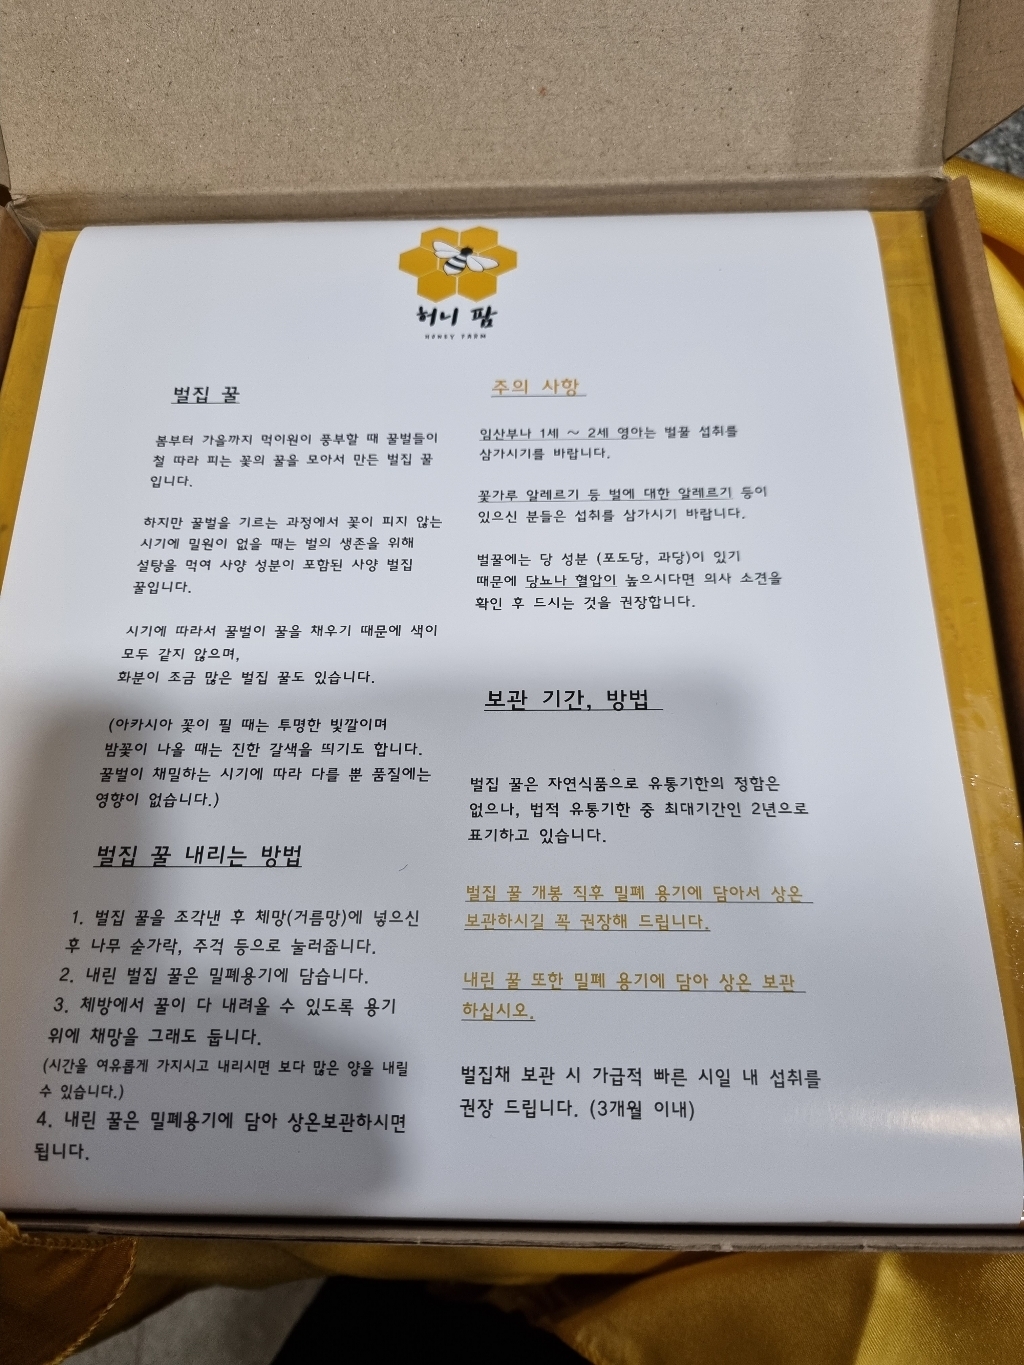 허니 팜
HONEY FARM
벌집 꿀
봄부터 가을까지 먹이원이 풍부할 때 꿀벌들이
철 따라 피는 꽃의 꿀을 모아서 만든 벌집 꿀
입니다.
하지만 꿀벌을 기르는 과정에서 꽃이 피지 않는
시기에 밀원이 없을 때는 벌의 생존을 위해
설탕을 먹여 사양 성분이 포함된 사양 벌집
꿀입니다.
시기에 따라서 꿀벌이 꿀을 채우기 때문에 색이
모두 같지 않으며,
화분이 조금 많은 벌집 꿀도 있습니다.
(아카시아 꽃이 필 때는 투명한 빛깔이며
밤꽃이 나올 때는 진한 갈색을 띄기도 합니다.
꿀벌이 채밀하는 시기에 따라 다를 뿐 품질에는
영향이 없습니다.)
벌집 꿀 내리는 방법
1. 벌집 꿀을 조각낸 후 체망(거름망)에 넣으신
후 나무 숟가락, 주걱 등으로 눌러줍니다.
2. 내린 벌집 꿀은 밀폐용기에 담습니다.
3. 체방에서 꿀이 다 내려올 수 있도록 용기
위에 채망을 그래도 둡니다.
(시간을 여유롭게 가지시고 내리시면 보다 많은 양을 내릴
수 있습니다.)
4. 내린 꿀은 밀폐용기에 담아 상온보관하시면
됩니다.
주의 사항
임산부나 1세 ~ 2세 영아는 벌꿀 섭취를
삼가시기를 바랍니다.
꽃가루 알레르기 등 벌에 대한 알레르기 등이
있으신 분들은 섭취를 삼가시기 바랍니다.
벌꿀에는 당 성분 (포도당, 과당)이 있기
때문에 당뇨나 혈압이 높으시다면 의사 소견을
확인 후 드시는 것을 권장합니다.
보관 기간, 방법
벌집 꿀은 자연식품으로 유통기한의 정함은
없으나, 법적 유통기한 중 최대기간인 2년으로
표기하고 있습니다.
벌집 꿀 개봉 직후 밀폐 용기에 담아서 상온
보관하시길 꼭 권장해 드립니다.
내린 꿀 또한 밀폐 용기에 담아 상온 보관
하십시오.
벌집채 보관 시 가급적 빠른 시일 내 섭취를
권장 드립니다. (3개월 이내)